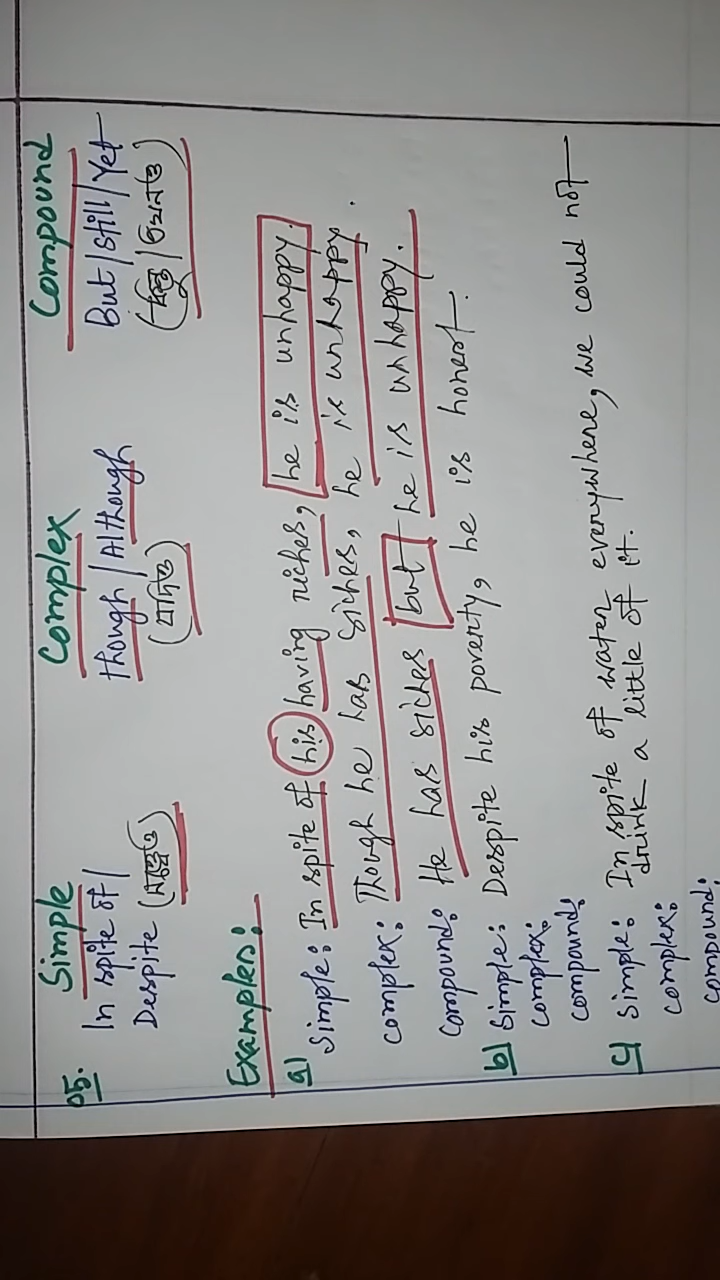 05. Simple Complex Compound
In spite of / though / Although But / still / Yet
Despite (সত্ত্বেও) (যদিও) (কিন্তু / তথাপিও)
Examples:
a) Simple: In spite of his having riches, he is unhappy.
Complex: Though he has riches, he is unhappy.
Compound: He has riches but he is unhappy.
b) Simple: Despite his poverty, he is honest.
Complex:
Compound:
c) Simple: In spite of water everywhere, we could not
drink a little of it.
Complex:
Compound: